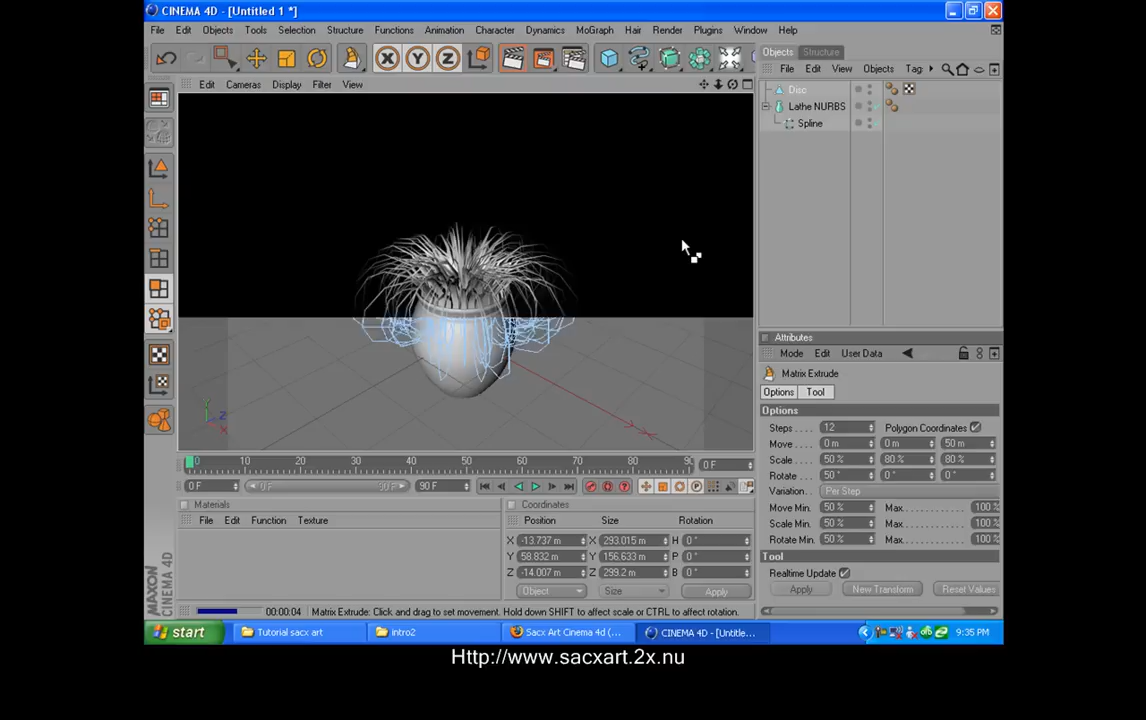 CINEMA 4D - [Untitled 1 *]
File Edit Objects Tools Selection Structure Functions Animation Character Dynamics MoGraph Hair Render Plugins Window Help
Objects Structure
File Edit View Objects Tag
Edit Cameras Display Filter View
Disc
Lathe NURBS
Spline
Attributes
Mode Edit User Data
Matrix Extrude
Options Tool
Options
Steps 12 Polygon Coordinates
Move 0 m 0 m 50 m
Scale 50 % 80 % 80 %
Rotate 50 ° 0 ° 0 °
Variation Per Step
Move Min. 50 % Max. 100 %
Scale Min. 50 % Max. 100 %
Rotate Min. 50 % Max. 100 %
Tool
Realtime Update
Apply New Transform Reset Values
0 10 20 30 40 50 60 70 80 90 0 F
0 F 0 F 90 F 90 F
Materials
File Edit Function Texture
Coordinates
Position Size Rotation
X -13.737 m X 293.015 m H 0 °
Y 58.832 m Y 156.633 m P 0 °
Z -14.007 m Z 299.2 m B 0 °
Object Size Apply
MAXON CINEMA 4D
00:00:04 Matrix Extrude: Click and drag to set movement. Hold down SHIFT to affect scale or CTRL to affect rotation.
start Tutorial sacx art intro2 Sacx Art Cinema 4d (... CINEMA 4D - [Untitle... 9:35 PM
Http://www.sacxart.2x.nu